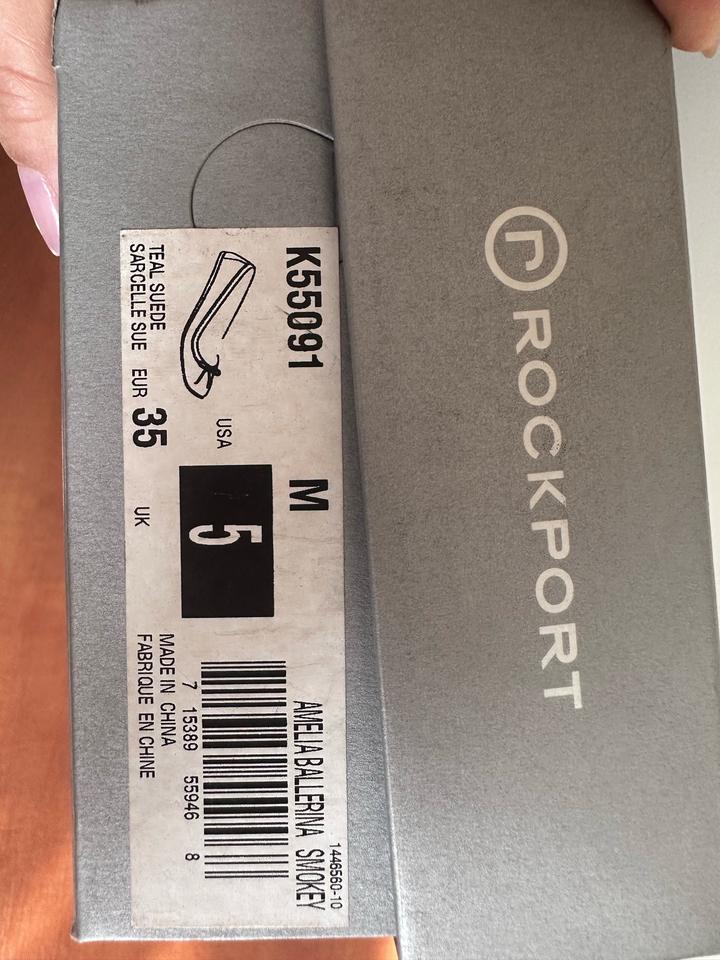 ROCKPORT
K55091 M AMELIA BALLERINA SMOKEY
1446560-10
USA 5
7 15389 55946 8
TEAL SUEDE
SARCELLE SUE EUR 35 UK
MADE IN CHINA
FABRIQUE EN CHINE